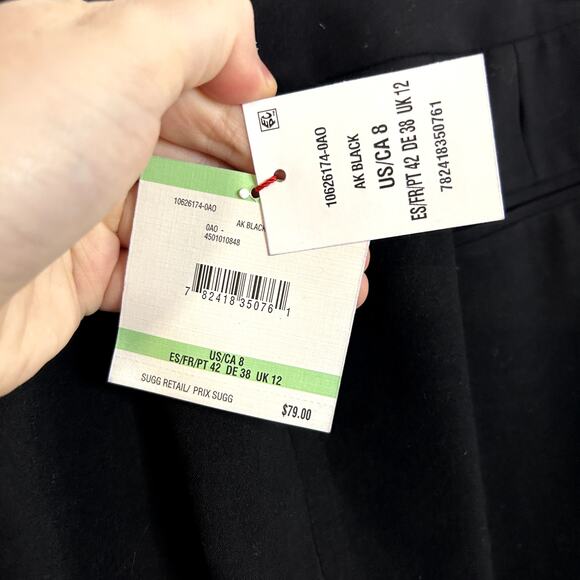 10626174-0AO
AK BLACK
US/CA 8
ES/FR/PT 42 DE 38 UK 12
782418350761
10626174-0AO
AK BLACK
0AO -
4501010848
7 82418 35076 1
US/CA 8
ES/FR/PT 42 DE 38 UK 12
SUGG RETAIL/ PRIX SUGG
$79.00